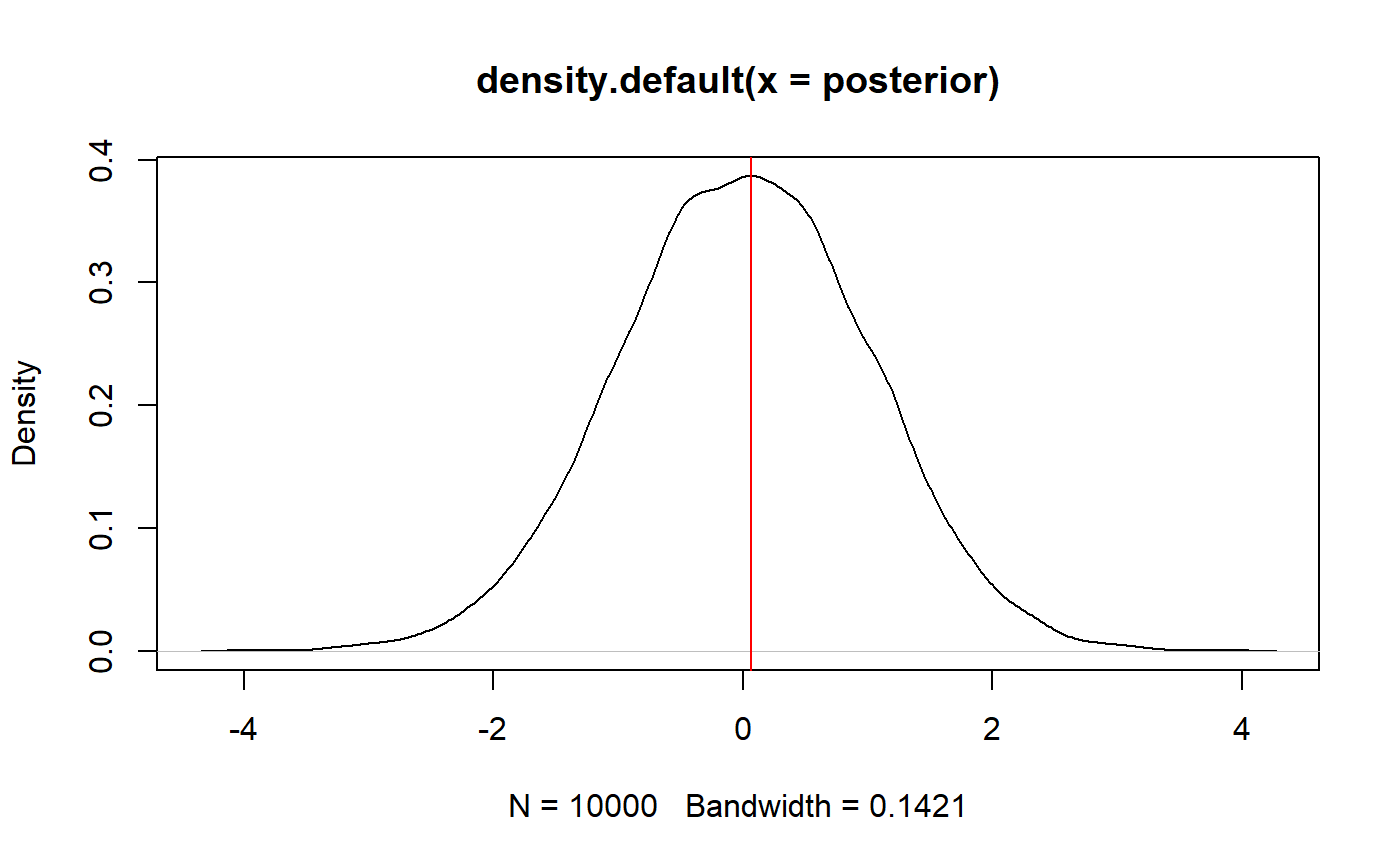 density.default(x = posterior)
Density
0.4
0.3
0.2
0.1
0.0
-4 -2 0 2 4
N = 10000 Bandwidth = 0.1421